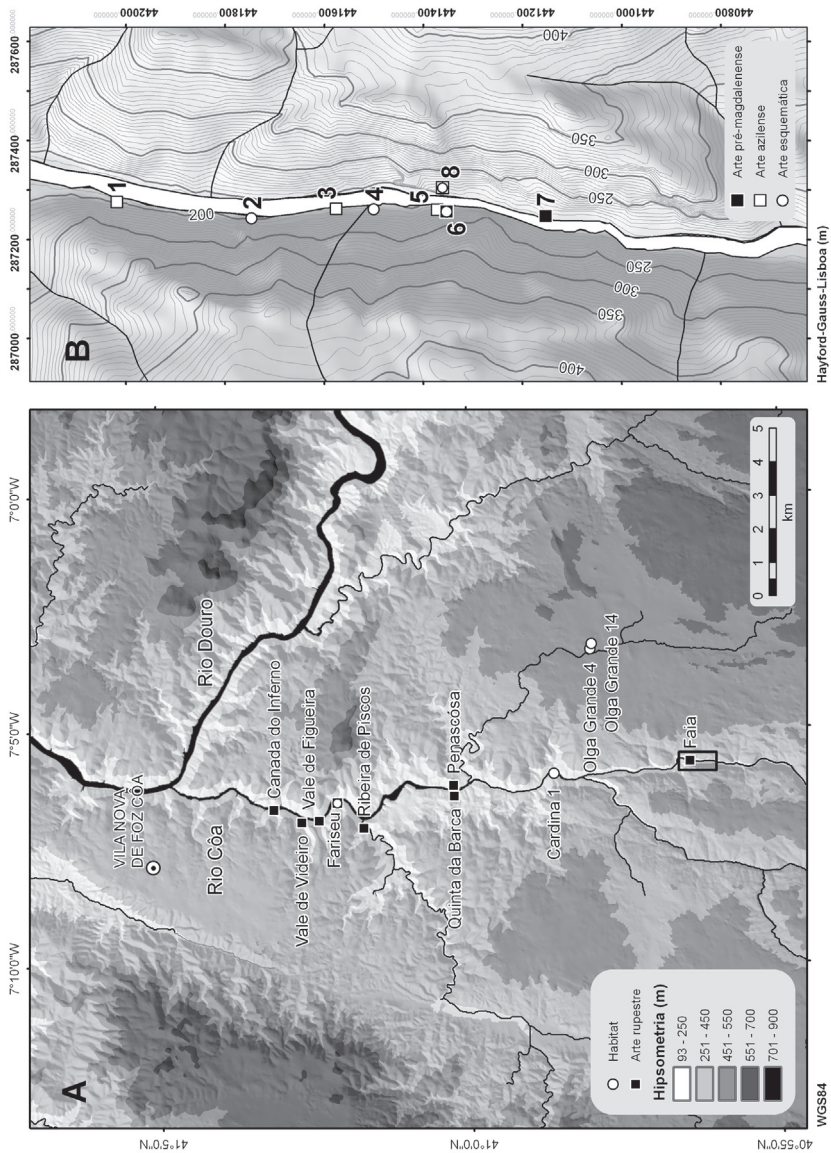 A
7°10'0"W
7°5'0"W
7°0'0"W
41°5'0"N
41°0'0"N
40°55'0"N
VILA NOVA
DE FOZ CÔA
Rio Douro
Rio Côa
Canada do Inferno
Vale de Videiro
Vale de Figueira
Fariseu
Ribeira de Piscos
Quinta da Barca
Penascosa
Cardina 1
Olga Grande 4
Olga Grande 14
Faia
Habitat
Arte rupestre
Hipsometria (m)
93 - 250
251 - 450
451 - 550
551 - 700
701 - 900
0 1 2 3 4 5
km
WGS84
B
287000
287200
287400
287600
442000
441800
441600
441400
441200
441000
440800
1
2
3
4
5
6
7
8
200
250
300
350
400
250
300
350
400
Arte pré-magdalenense
Arte azilense
Arte esquemática
Hayford-Gauss-Lisboa (m)